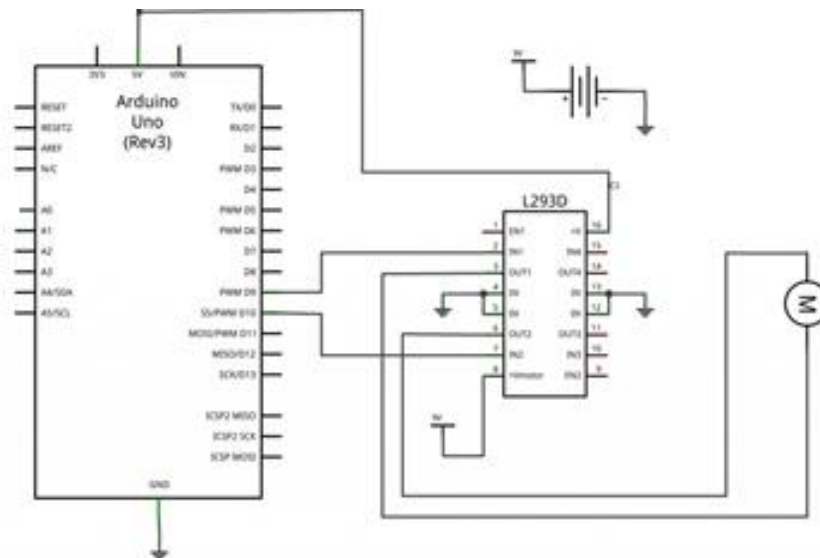 3V3 5V VIN
Arduino
Uno
(Rev3)
RESET
RESET2
AREF
N/C
A0
A1
A2
A3
A4/SDA
A5/SCL
TX/D0
RX/D1
D2
PWM D3
D4
PWM D5
PWM D6
D7
D8
PWM D9
SS/PWM D10
MOSI/PWM D11
MISO/D12
SCK/D13
ICSP2 MISO
ICSP2 SCK
ICSP MOSI
GND
9V
+ -
L293D
1 EN1
2 IN1
3 OUT1
4 0V
5 0V
6 OUT2
7 IN2
8 +Vmotor
16 +V
15 IN4
14 OUT4
13 0V
12 0V
11 OUT3
10 IN3
9 EN2
9V
M